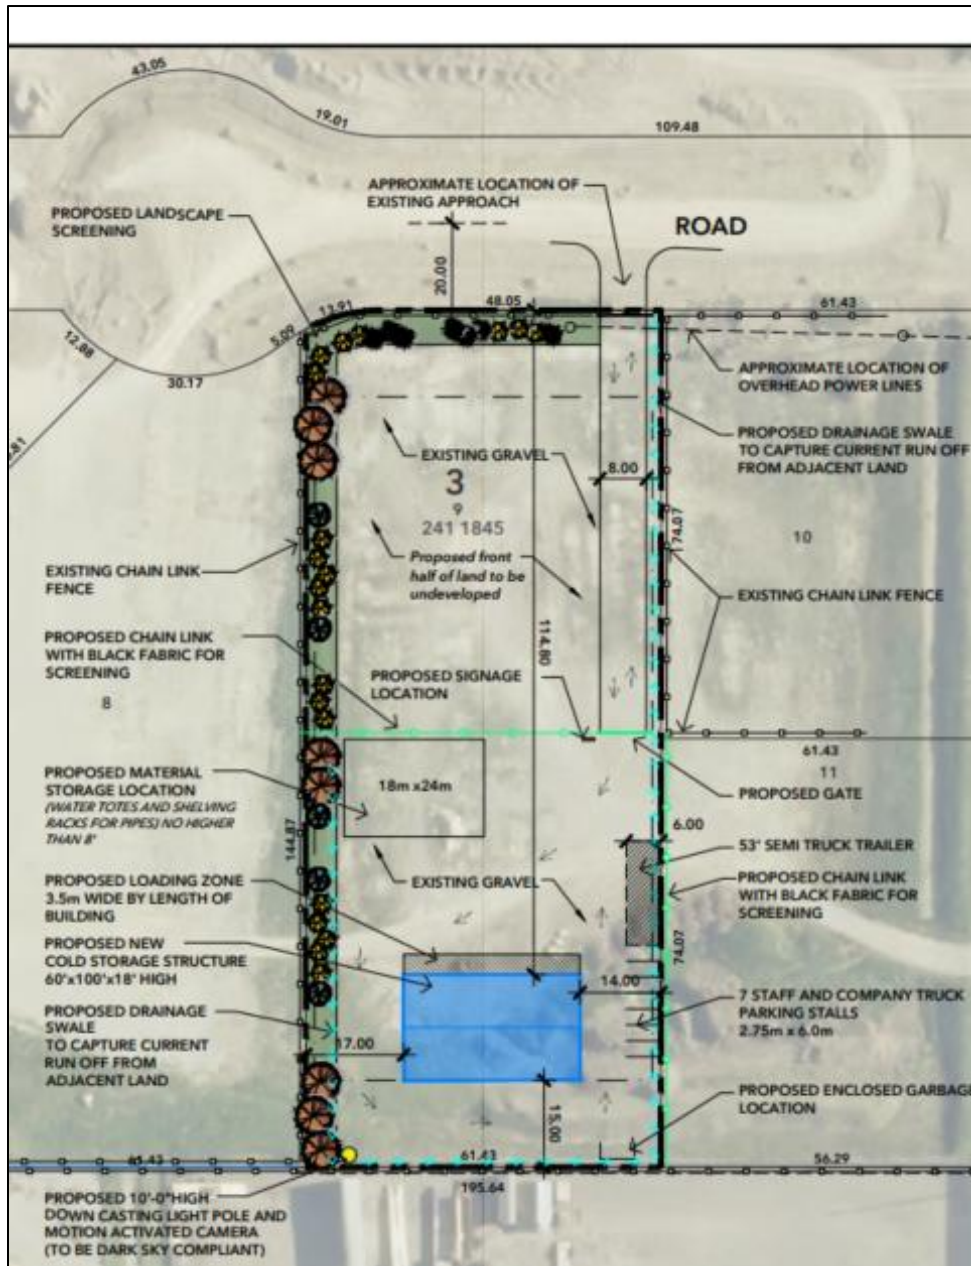 43.05
19.01
109.48
APPROXIMATE LOCATION OF
EXISTING APPROACH
PROPOSED LANDSCAPE
SCREENING
ROAD
20.00
48.05
61.43
5.09
12.88
30.17
APPROXIMATE LOCATION OF
OVERHEAD POWER LINES
PROPOSED DRAINAGE SWALE
TO CAPTURE CURRENT RUN OFF
FROM ADJACENT LAND
EXISTING GRAVEL
8.00
3
9
241 1845
74.07
10
Proposed front
half of land to be
undeveloped
EXISTING CHAIN LINK
FENCE
EXISTING CHAIN LINK FENCE
PROPOSED CHAIN LINK
WITH BLACK FABRIC FOR
SCREENING
114.80
PROPOSED SIGNAGE
LOCATION
8
61.43
11
PROPOSED MATERIAL
STORAGE LOCATION
(WATER TOTES AND SHELVING
RACKS FOR PIPES) NO HIGHER
THAN 8'
18m x24m
PROPOSED GATE
6.00
144.87
53' SEMI TRUCK TRAILER
PROPOSED LOADING ZONE
3.5m WIDE BY LENGTH OF
BUILDING
EXISTING GRAVEL
PROPOSED CHAIN LINK
WITH BLACK FABRIC FOR
SCREENING
PROPOSED NEW
COLD STORAGE STRUCTURE
60'x100'x18' HIGH
74.07
14.00
7 STAFF AND COMPANY TRUCK
PARKING STALLS
2.75m x 6.0m
PROPOSED DRAINAGE
SWALE
TO CAPTURE CURRENT
RUN OFF FROM
ADJACENT LAND
17.00
15.00
PROPOSED ENCLOSED GARBAGE
LOCATION
61.43
61.43
56.29
195.64
PROPOSED 10'-0"HIGH
DOWN CASTING LIGHT POLE AND
MOTION ACTIVATED CAMERA
(TO BE DARK SKY COMPLIANT)